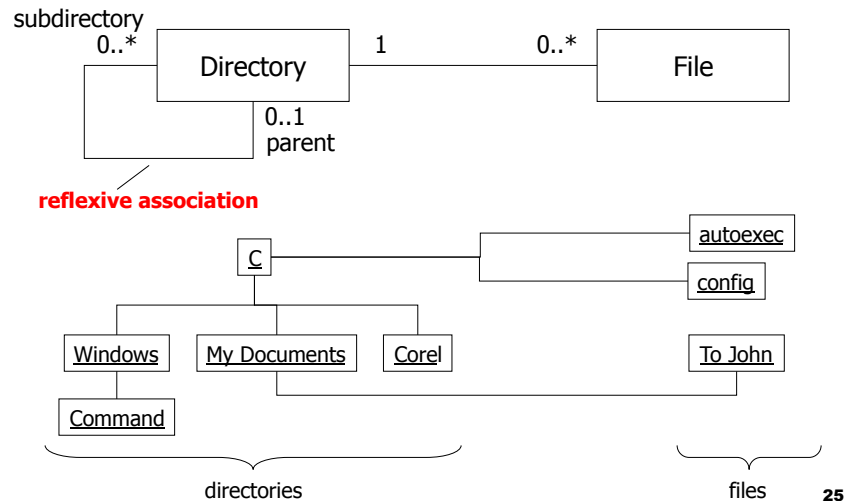 subdirectory
0..*
Directory
1
0..*
File
0..1
parent
reflexive association
C
autoexec
config
Windows
My Documents
Corel
To John
Command
directories
files
25